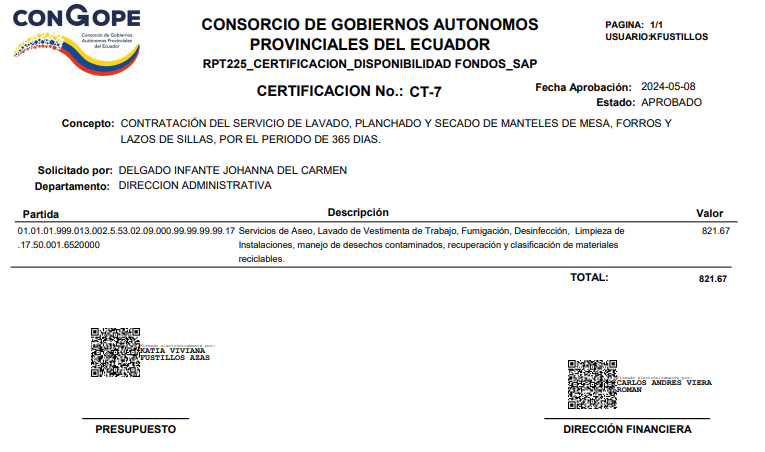 CONGOPE
Consorcio de Gobiernos
Autónomos Provinciales
del Ecuador
CONSORCIO DE GOBIERNOS AUTONOMOS
PROVINCIALES DEL ECUADOR
RPT225_CERTIFICACION_DISPONIBILIDAD FONDOS_SAP
PAGINA: 1/1
USUARIO:KFUSTILLOS
CERTIFICACION No.: CT-7
Fecha Aprobación: 2024-05-08
Estado: APROBADO
Concepto: CONTRATACIÓN DEL SERVICIO DE LAVADO, PLANCHADO Y SECADO DE MANTELES DE MESA, FORROS Y
LAZOS DE SILLAS, POR EL PERIODO DE 365 DIAS.
Solicitado por: DELGADO INFANTE JOHANNA DEL CARMEN
Departamento: DIRECCION ADMINISTRATIVA
Partida Descripción Valor
01.01.01.999.013.002.5.53.02.09.000.99.99.99.99.17 Servicios de Aseo, Lavado de Vestimenta de Trabajo, Fumigación, Desinfección, Limpieza de 821.67
.17.50.001.6520000 Instalaciones, manejo de desechos contaminados, recuperación y clasificación de materiales
reciclables.
TOTAL: 821.67
Firmado electrónicamente por:
KATIA VIVIANA
FUSTILLOS AZAS
Firmado electrónicamente por:
CARLOS ANDRES VIERA
ROMAN
PRESUPUESTO
DIRECCIÓN FINANCIERA